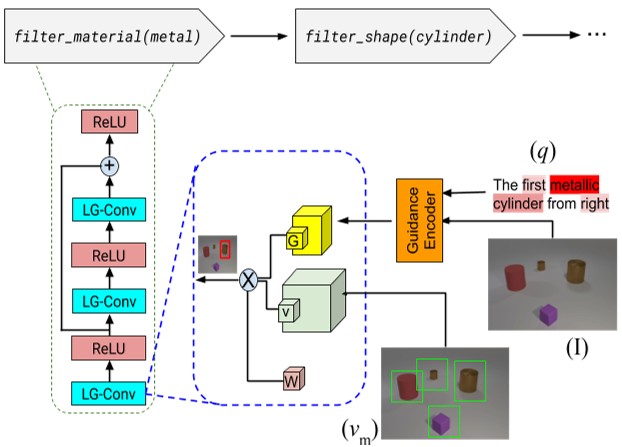 filter_material(metal)
filter_shape(cylinder)
...
ReLU
+
LG-Conv
ReLU
LG-Conv
ReLU
LG-Conv
G
X
v
W
Guidance
Encoder
(q)
The first metallic
cylinder from right
(I)
(vm)